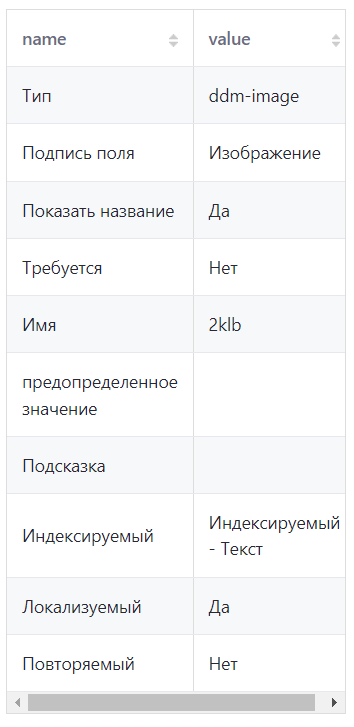 name value
Тип ddm-image
Подпись поля Изображение
Показать название Да
Требуется Нет
Имя 2klb
предопределенное
значение
Подсказка
Индексируемый Индексируемый
- Текст
Локализуемый Да
Повторяемый Нет